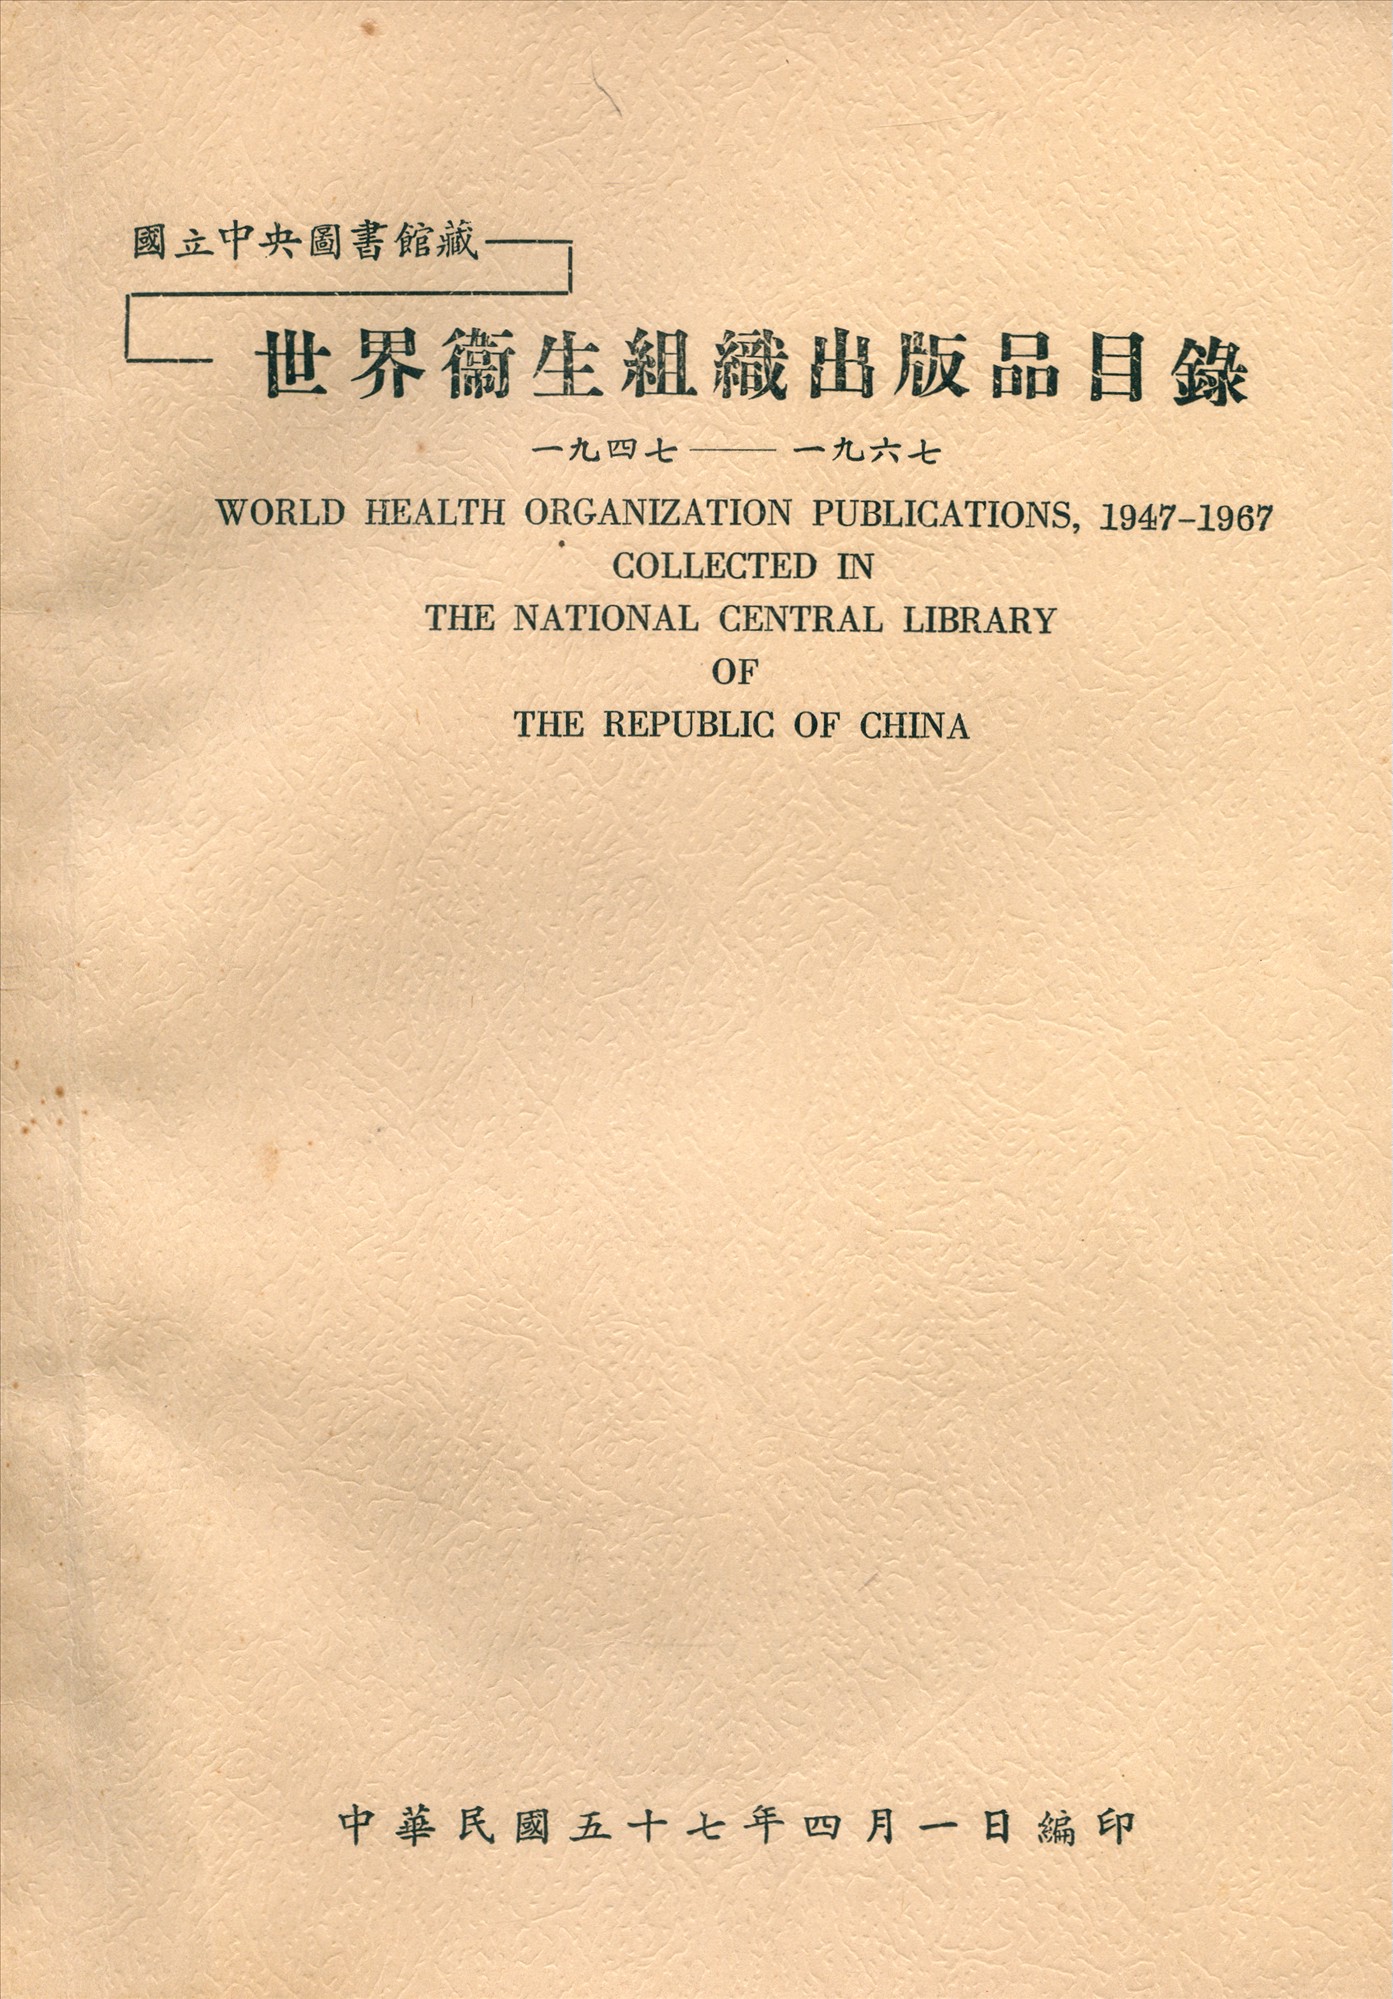 國立中央圖書館藏
世界衞生組織出版品目錄
一九四七——一九六七
WORLD HEALTH ORGANIZATION PUBLICATIONS, 1947-1967
COLLECTED IN
THE NATIONAL CENTRAL LIBRARY
OF
THE REPUBLIC OF CHINA
中華民國五十七年四月一日編印